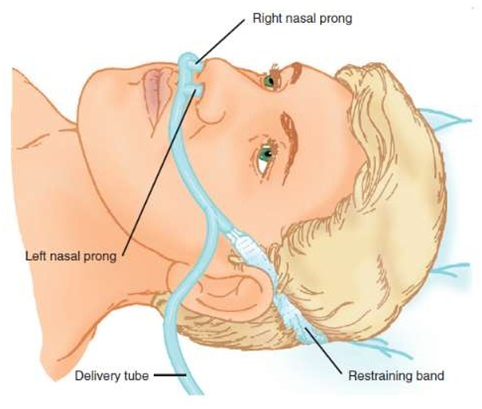 Right nasal prong
Left nasal prong
Delivery tube
Restraining band